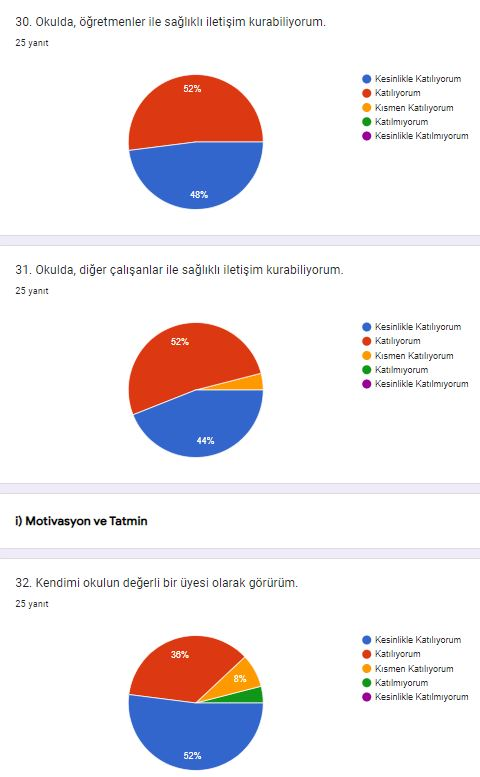 30. Okulda, öğretmenler ile sağlıklı iletişim kurabiliyorum.
25 yanıt
52%
48%
Kesinlikle Katılıyorum
Katılıyorum
Kısmen Katılıyorum
Katılmıyorum
Kesinlikle Katılmıyorum
31. Okulda, diğer çalışanlar ile sağlıklı iletişim kurabiliyorum.
25 yanıt
52%
44%
Kesinlikle Katılıyorum
Katılıyorum
Kısmen Katılıyorum
Katılmıyorum
Kesinlikle Katılmıyorum
i) Motivasyon ve Tatmin
32. Kendimi okulun değerli bir üyesi olarak görürüm.
25 yanıt
36%
8%
52%
Kesinlikle Katılıyorum
Katılıyorum
Kısmen Katılıyorum
Katılmıyorum
Kesinlikle Katılmıyorum